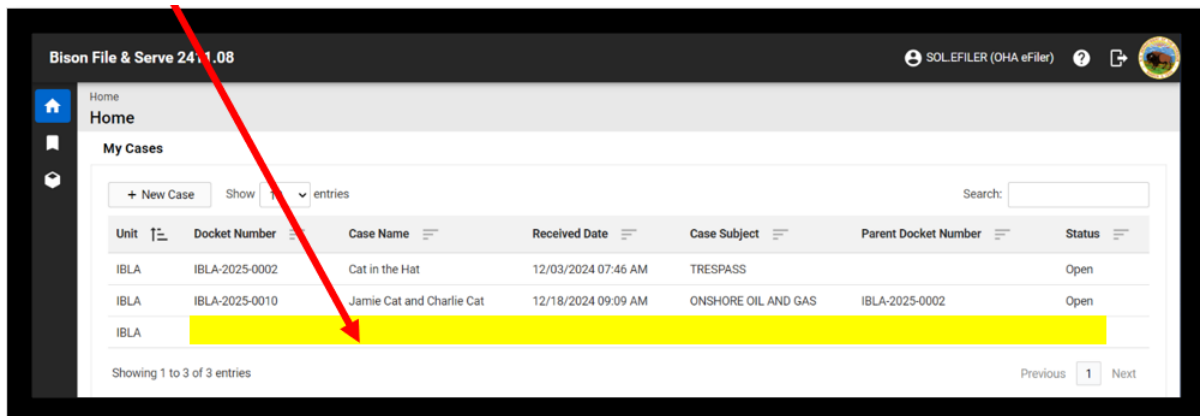 Bison File & Serve 2411.08 SOL.EFILER (OHA eFiler)
Home
Home
My Cases
+ New Case Show entries Search:
Unit Docket Number Case Name Received Date Case Subject Parent Docket Number Status
IBLA IBLA-2025-0002 Cat in the Hat 12/03/2024 07:46 AM TRESPASS Open
IBLA IBLA-2025-0010 Jamie Cat and Charlie Cat 12/18/2024 09:09 AM ONSHORE OIL AND GAS IBLA-2025-0002 Open
IBLA
Showing 1 to 3 of 3 entries Previous 1 Next